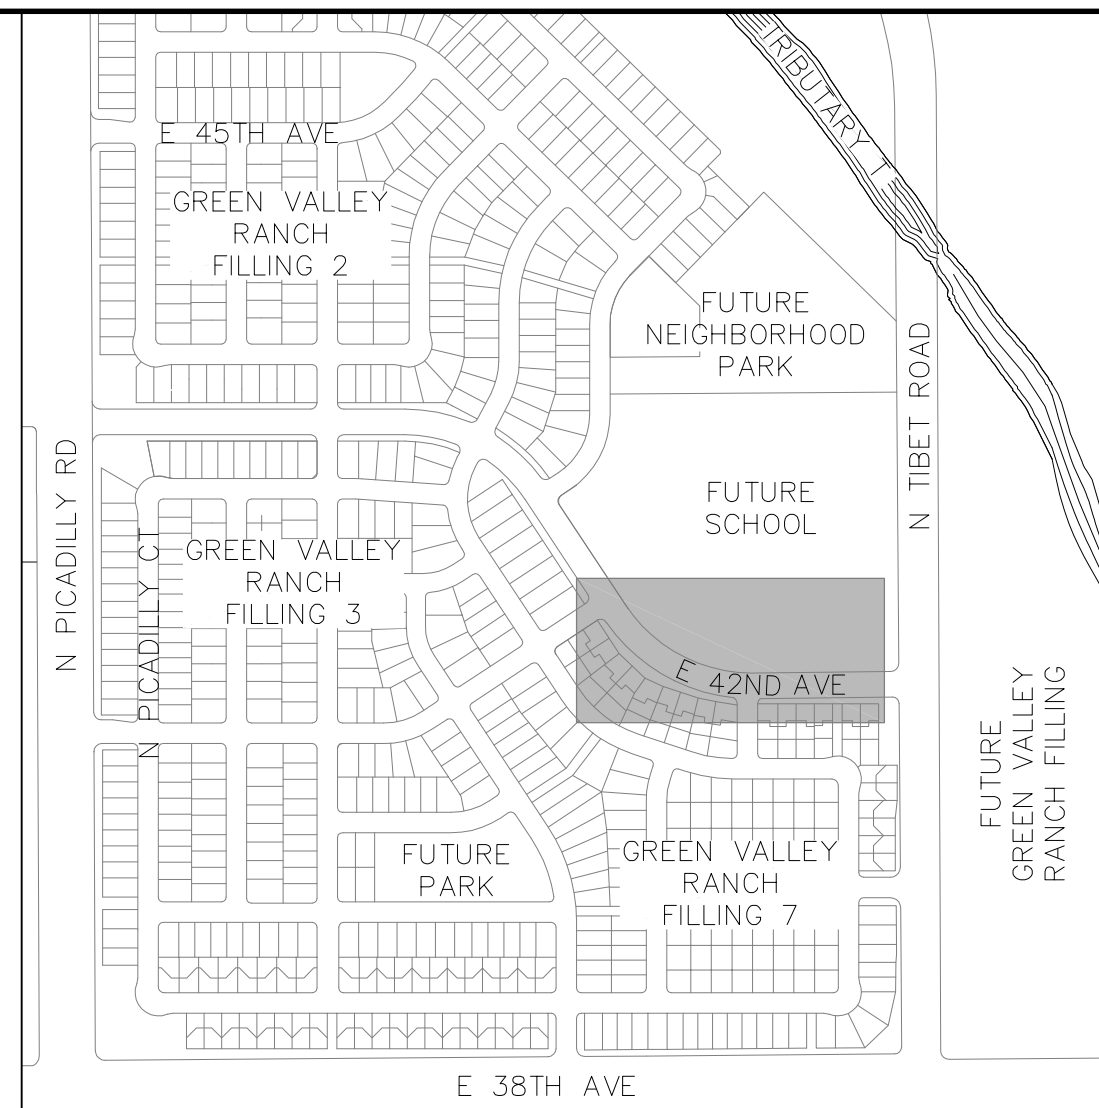 TRIBUTARY T
E 45TH AVE
GREEN VALLEY
RANCH
FILLING 2
FUTURE
NEIGHBORHOOD
PARK
N TIBET ROAD
N PICADILLY RD
FUTURE
SCHOOL
N PICADILLY CT
GREEN VALLEY
RANCH
FILLING 3
E 42ND AVE
FUTURE
GREEN VALLEY
RANCH FILLING
FUTURE
PARK
GREEN VALLEY
RANCH
FILLING 7
E 38TH AVE